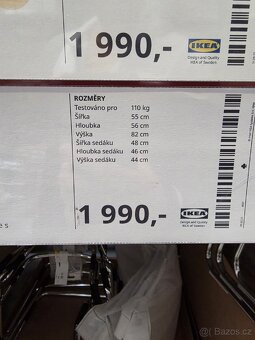 1 990,-
IKEA
Design and Quality
IKEA of Sweden
ROZMĚRY
Testováno pro 110 kg
Šířka 55 cm
Hloubka 56 cm
Výška 82 cm
Šířka sedáku 48 cm
Hloubka sedáku 46 cm
Výška sedáku 44 cm
1 990,-
IKEA
Design and Quality
IKEA of Sweden
sbazar.cz